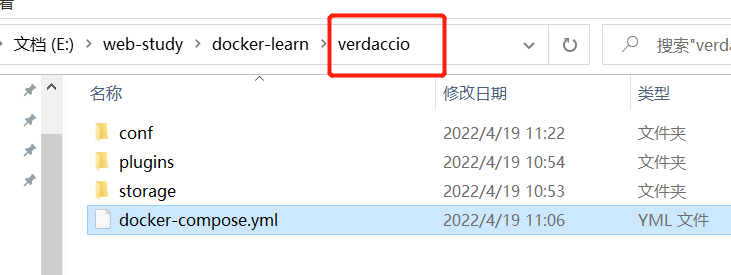 看
文档 (E:) › web-study › docker-learn › verdaccio
搜索"verda
名称 修改日期 类型
conf 2022/4/19 11:22 文件夹
plugins 2022/4/19 10:54 文件夹
storage 2022/4/19 10:53 文件夹
docker-compose.yml 2022/4/19 11:06 YML 文件